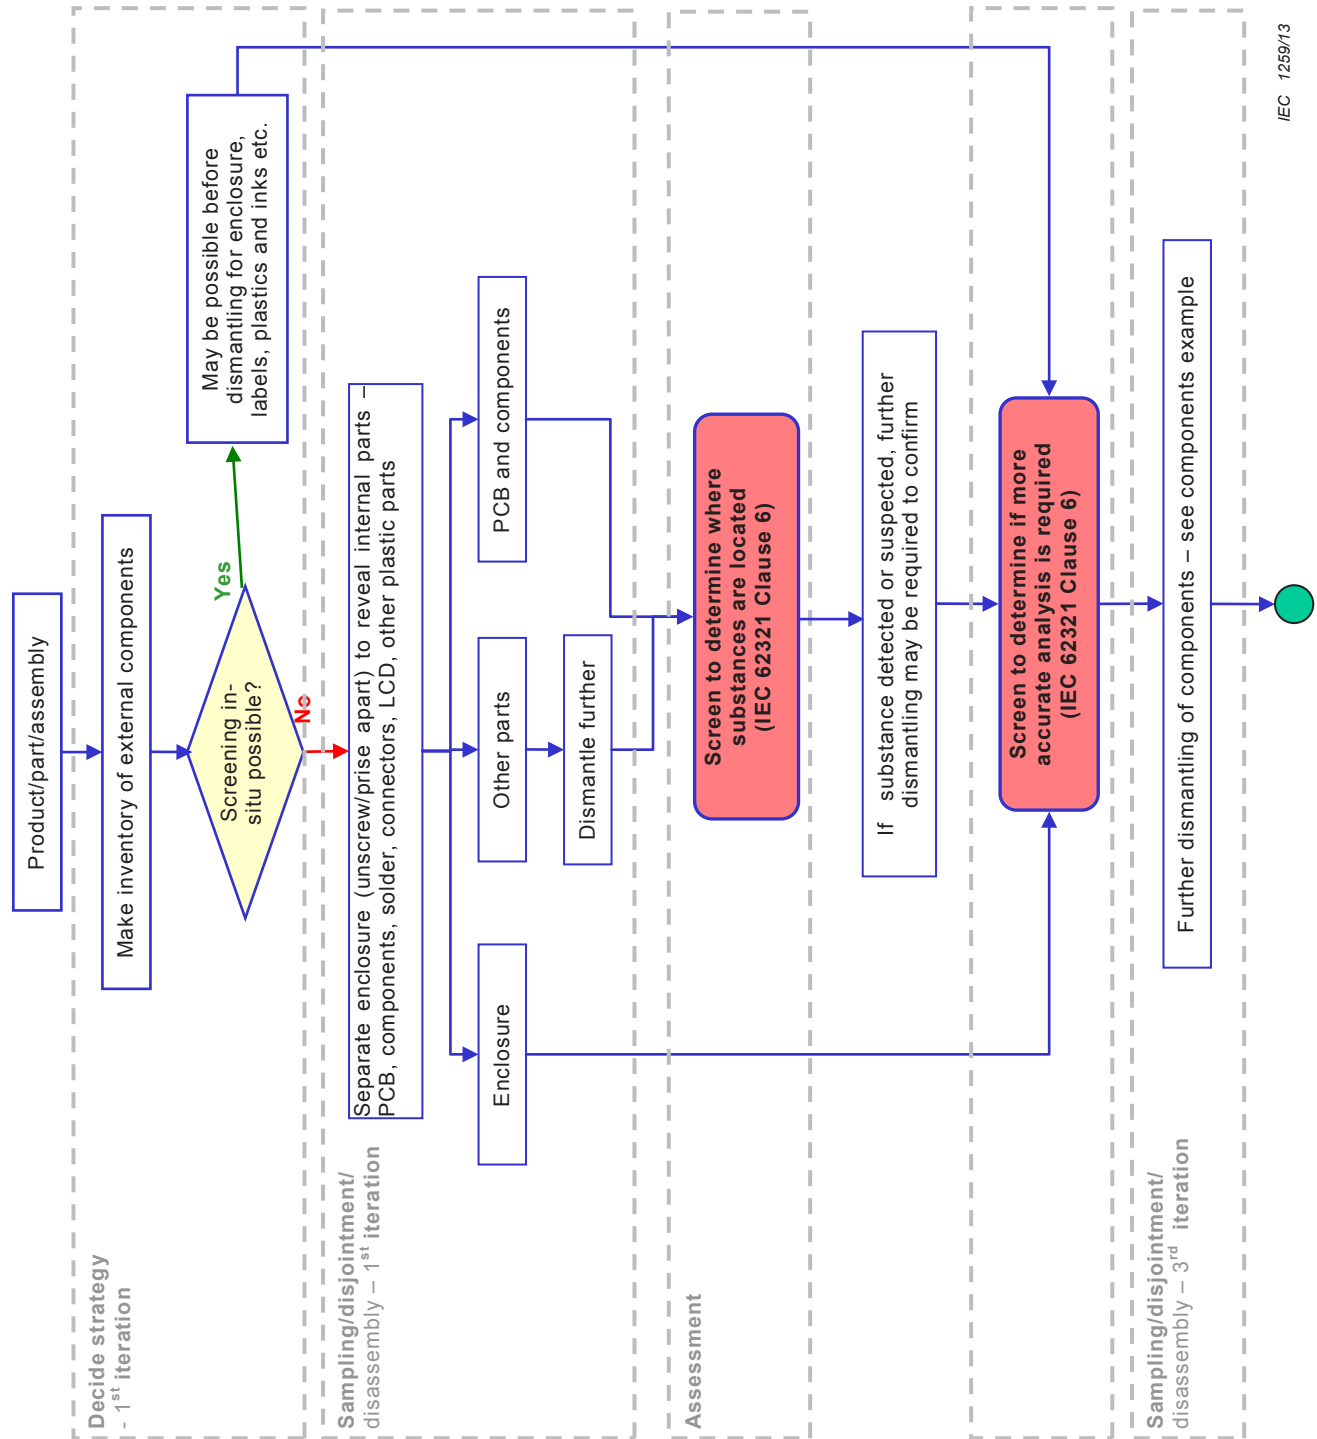 Product/part/assembly
Decide strategy
- 1st iteration
Make inventory of external components
Screening in-
situ possible?
Yes
No
May be possible before
dismantling for enclosure,
labels, plastics and inks etc.
Sampling/disjointment/
disassembly – 1st iteration
Separate enclosure (unscrew/prise apart) to reveal internal parts –
PCB, components, solder, connectors, LCD, other plastic parts
Enclosure
Other parts
PCB and components
Dismantle further
Assessment
Screen to determine where
substances are located
(IEC 62321 Clause 6)
If substance detected or suspected, further
dismantling may be required to confirm
Screen to determine if more
accurate analysis is required
(IEC 62321 Clause 6)
Sampling/disjointment/
disassembly – 3rd iteration
Further dismantling of components – see components example
IEC 1259/13